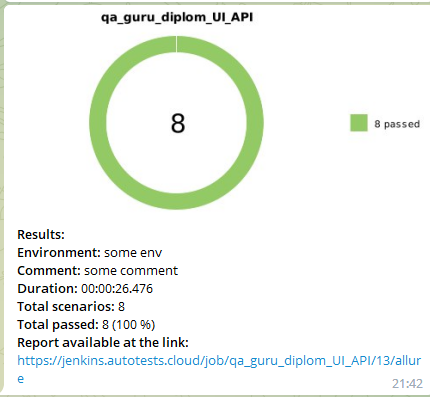 qa_guru_diplom_UI_API
8
8 passed
Results:
Environment: some env
Comment: some comment
Duration: 00:00:26.476
Total scenarios: 8
Total passed: 8 (100 %)
Report available at the link:
https://jenkins.autotests.cloud/job/qa_guru_diplom_UI_API/13/allur
e
21:42